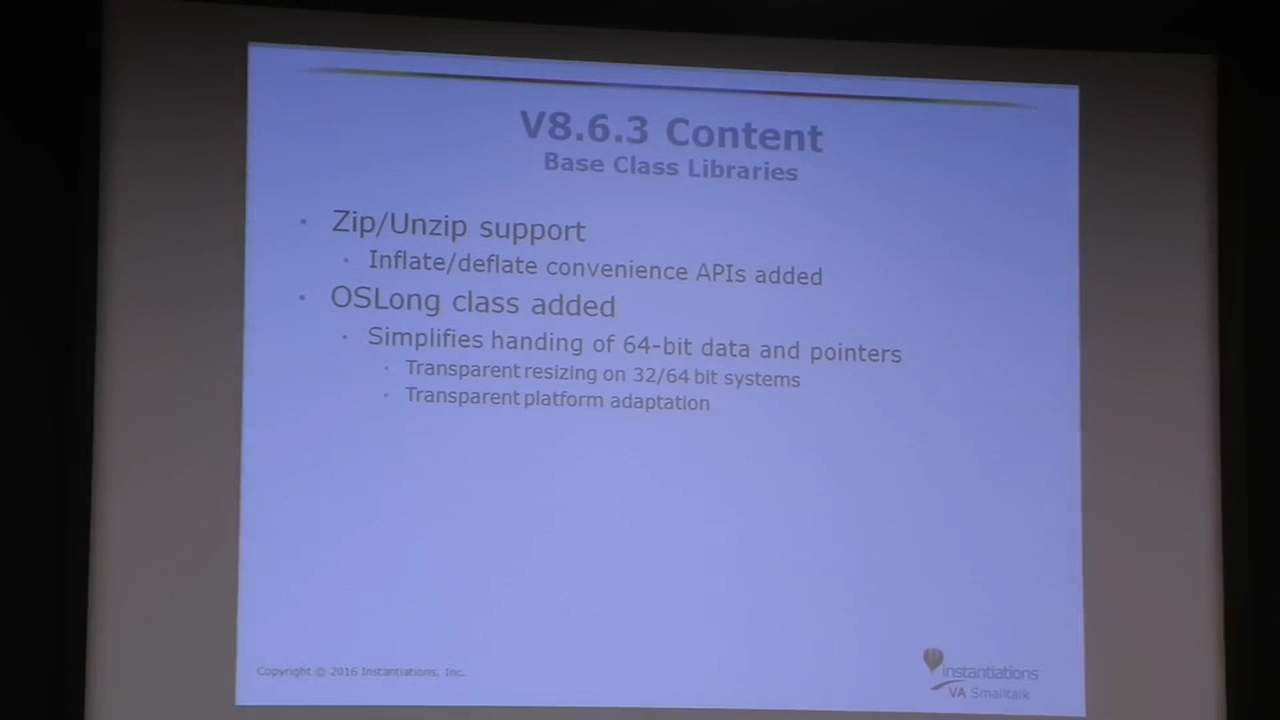 V8.6.3 Content
Base Class Libraries
• Zip/Unzip support
• Inflate/deflate convenience APIs added
• OSLong class added
• Simplifies handing of 64-bit data and pointers
• Transparent resizing on 32/64 bit systems
• Transparent platform adaptation
Copyright © 2016 Instantiations, Inc.
instantiations
VA Smalltalk